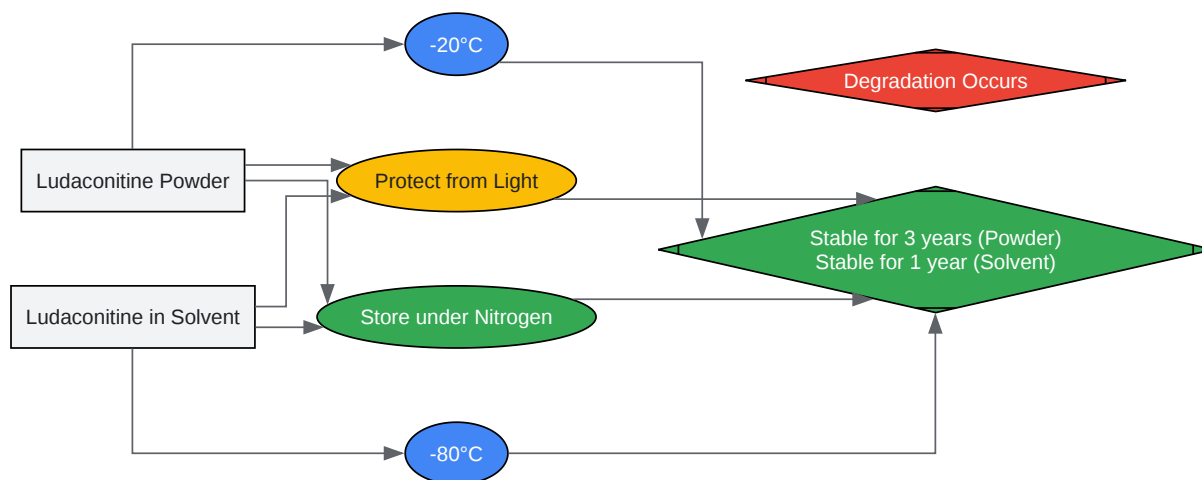 -20°C
Degradation Occurs
Ludaconitine Powder
Protect from Light
Stable for 3 years (Powder)
Stable for 1 year (Solvent)
Ludaconitine in Solvent
Store under Nitrogen
-80°C